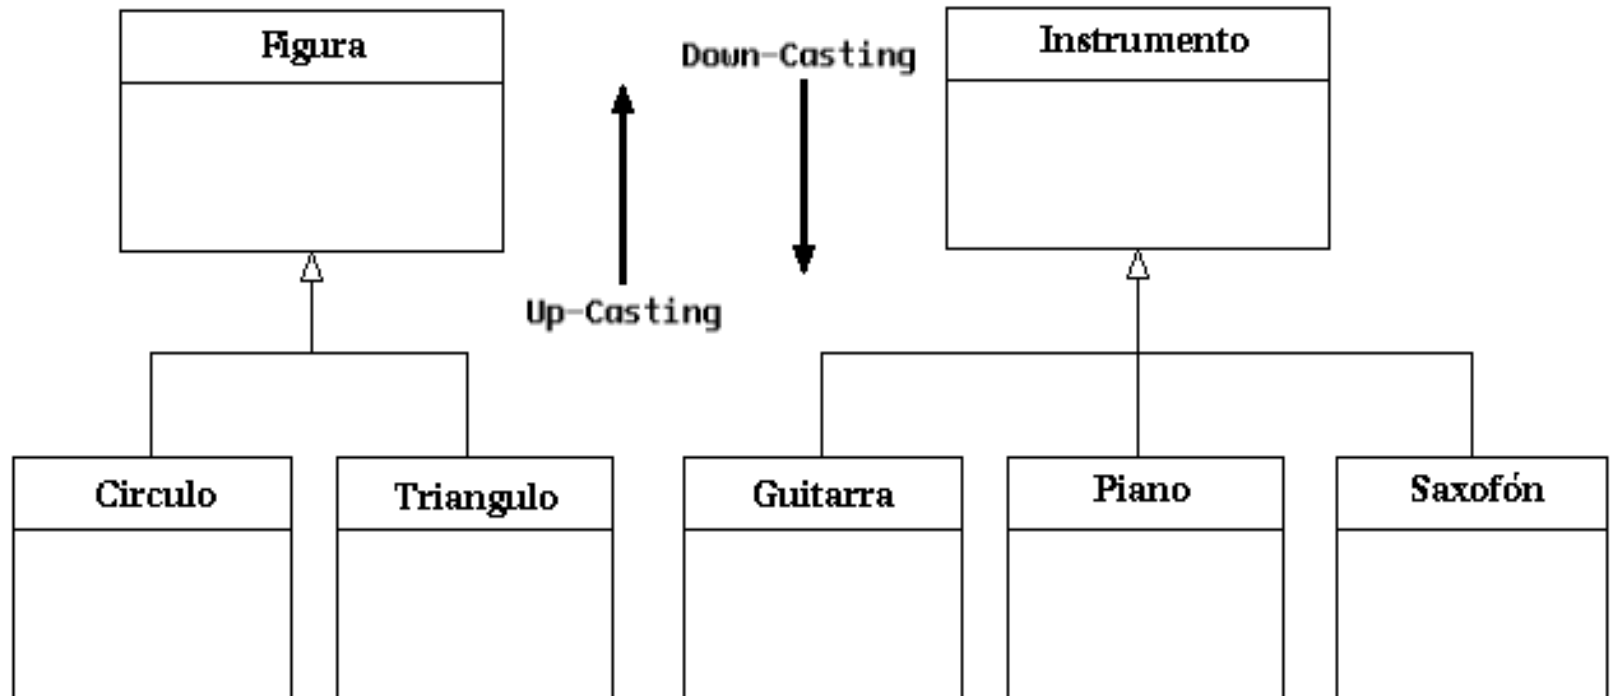 Figura
Down-Casting
Instrumento
Up-Casting
Circulo
Triangulo
Guitarra
Piano
Saxofón